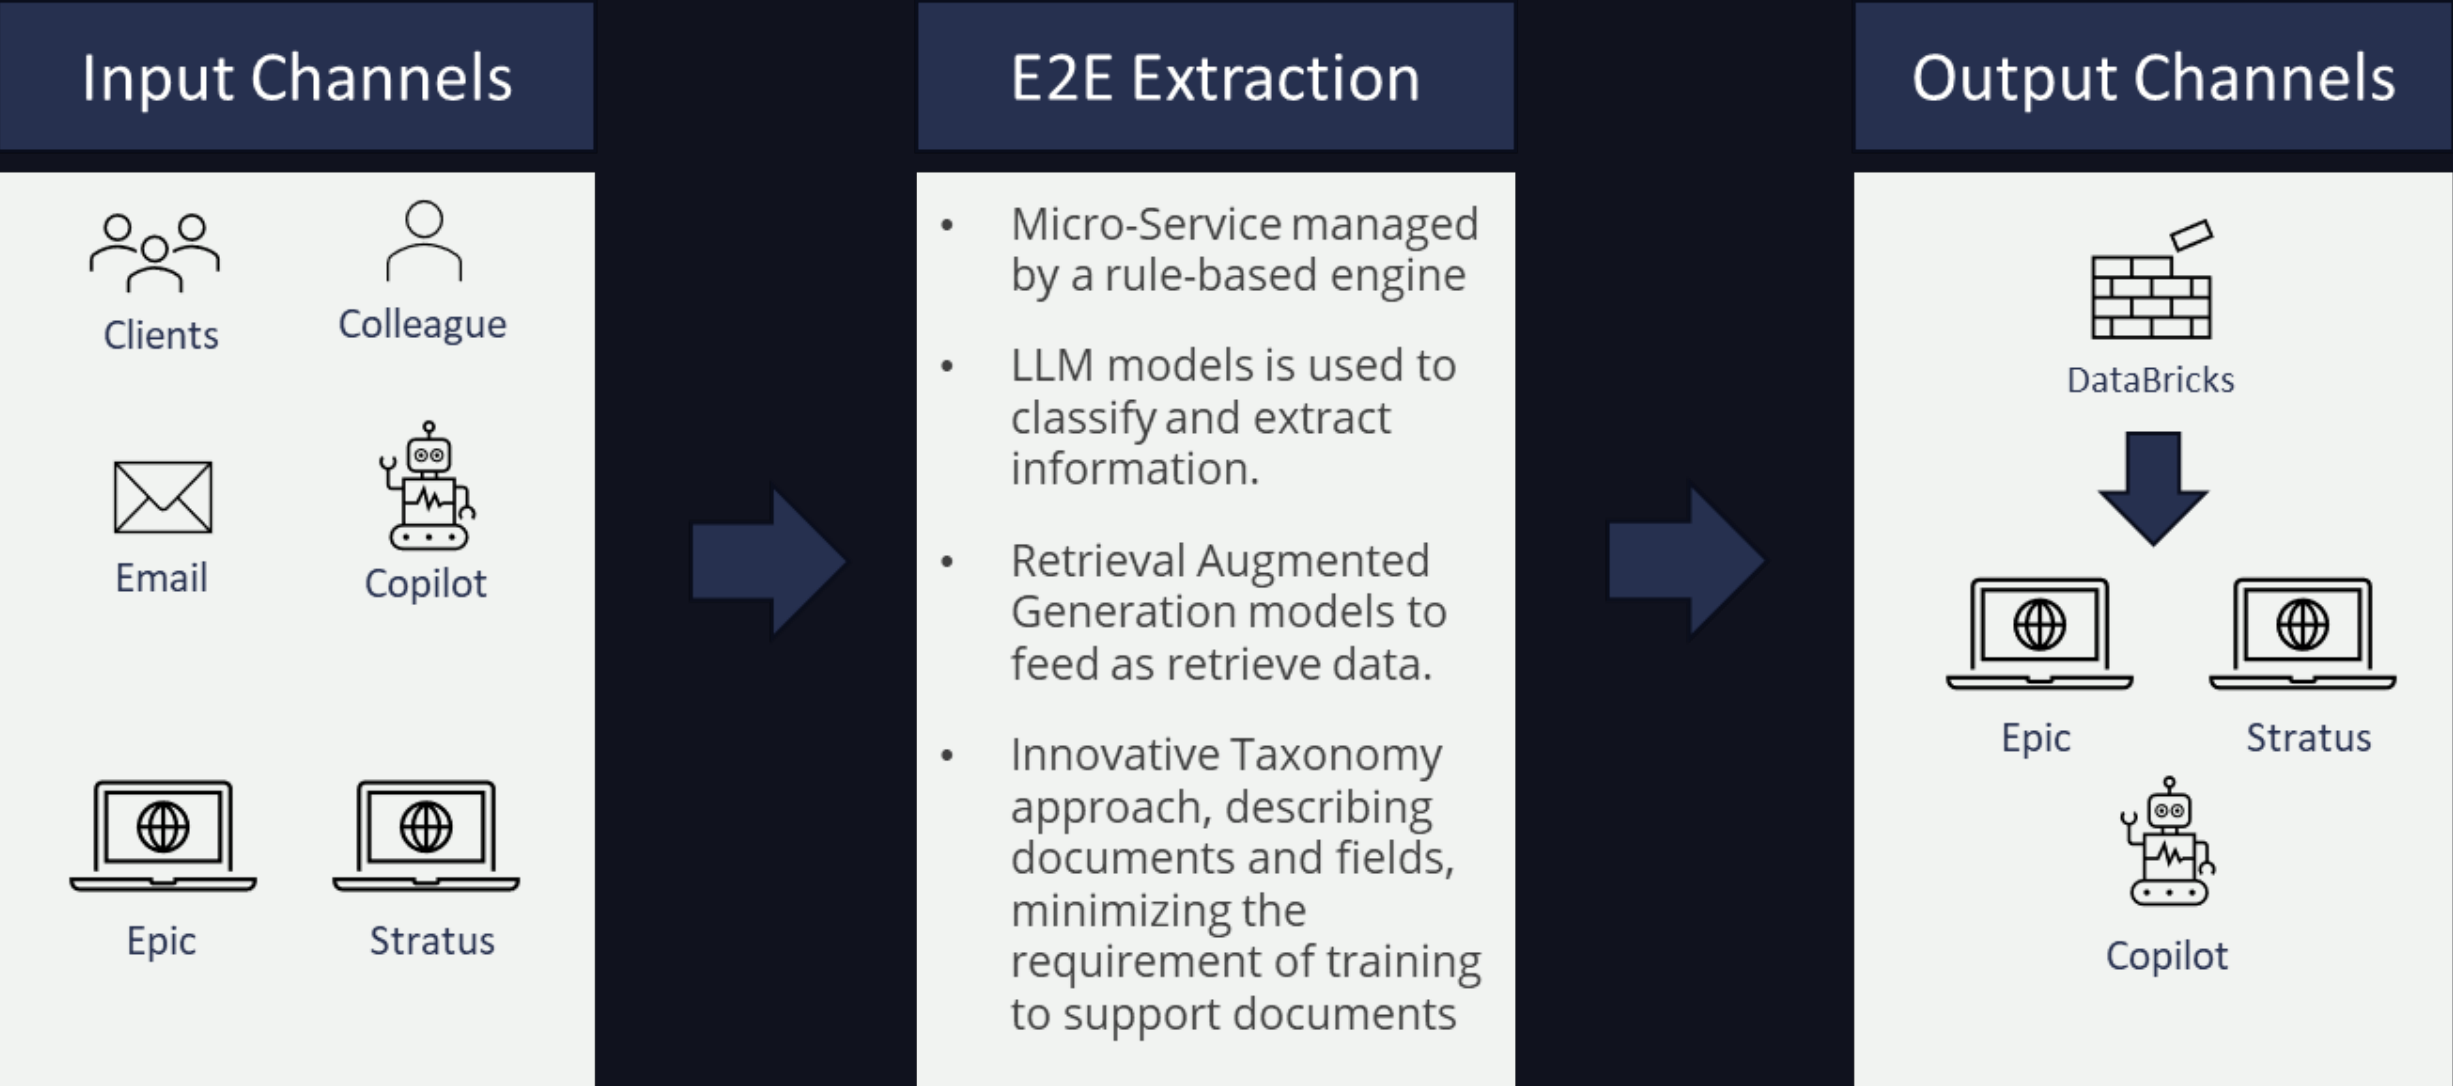 Input Channels
Clients
Colleague
Email
Copilot
Epic
Stratus
E2E Extraction
• Micro-Service managed
by a rule-based engine
• LLM models is used to
classify and extract
information.
• Retrieval Augmented
Generation models to
feed as retrieve data.
• Innovative Taxonomy
approach, describing
documents and fields,
minimizing the
requirement of training
to support documents
Output Channels
DataBricks
Epic
Stratus
Copilot